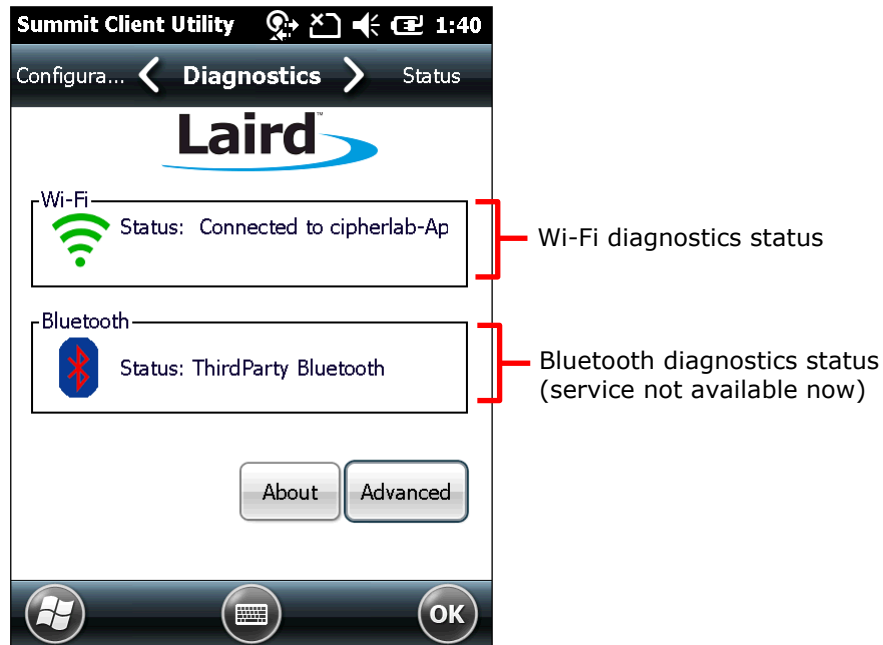 Summit Client Utility 1:40
Configura... Diagnostics Status
Laird™
Wi-Fi
Status: Connected to cipherlab-Ap
Wi-Fi diagnostics status
Bluetooth
Status: ThirdParty Bluetooth
Bluetooth diagnostics status
(service not available now)
About Advanced
OK